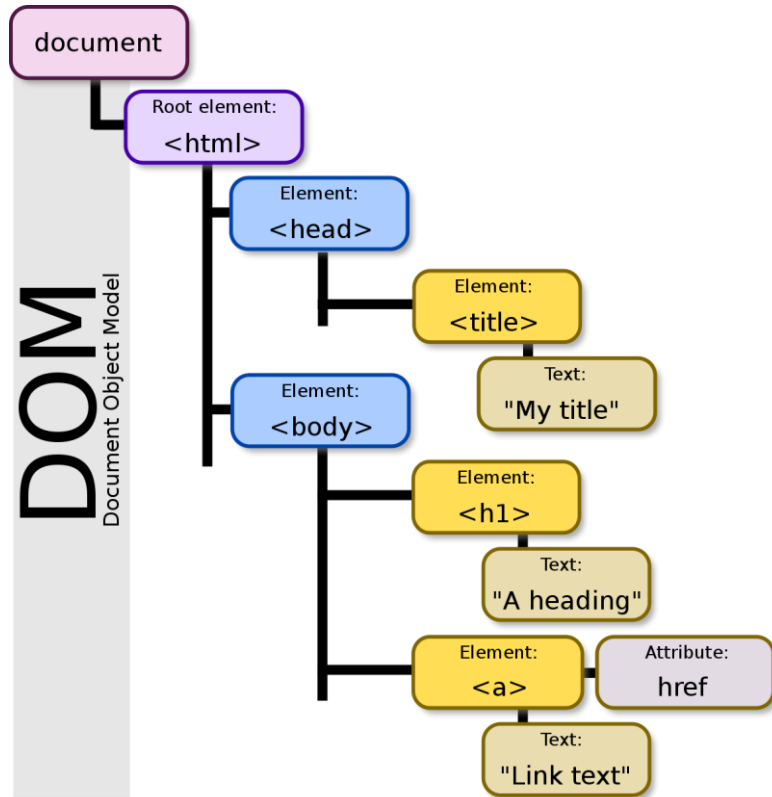 document
Root element:
<html>
Element:
<head>
Element:
<title>
Text:
"My title"
Element:
<body>
Element:
<h1>
Text:
"A heading"
Element:
<a>
Attribute:
href
Text:
"Link text"
DOM
Document Object Model